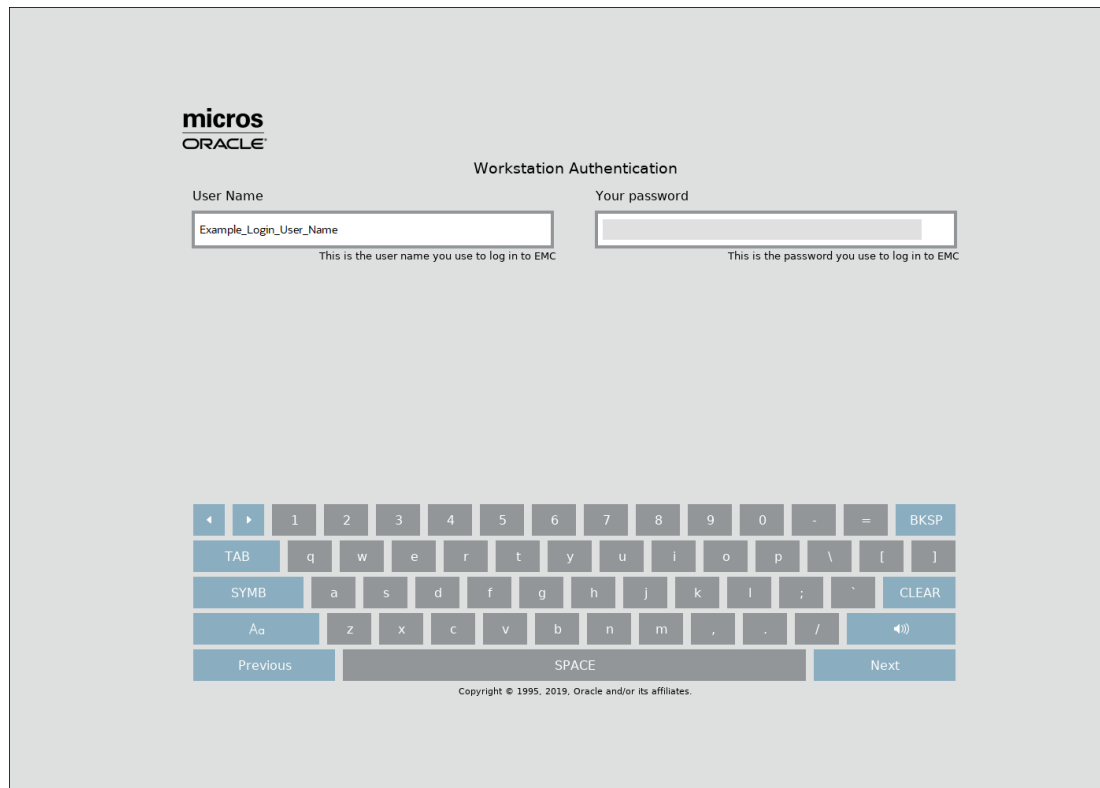 micros
ORACLE
Workstation Authentication
User Name
Your password
Example_Login_User_Name
This is the user name you use to log in to EMC
This is the password you use to log in to EMC
1 2 3 4 5 6 7 8 9 0 - = BKSP
TAB q w e r t y u i o p \ [ ]
SYMB a s d f g h j k l ; ` CLEAR
Aa z x c v b n m , . /
Previous SPACE Next
Copyright © 1995, 2019, Oracle and/or its affiliates.